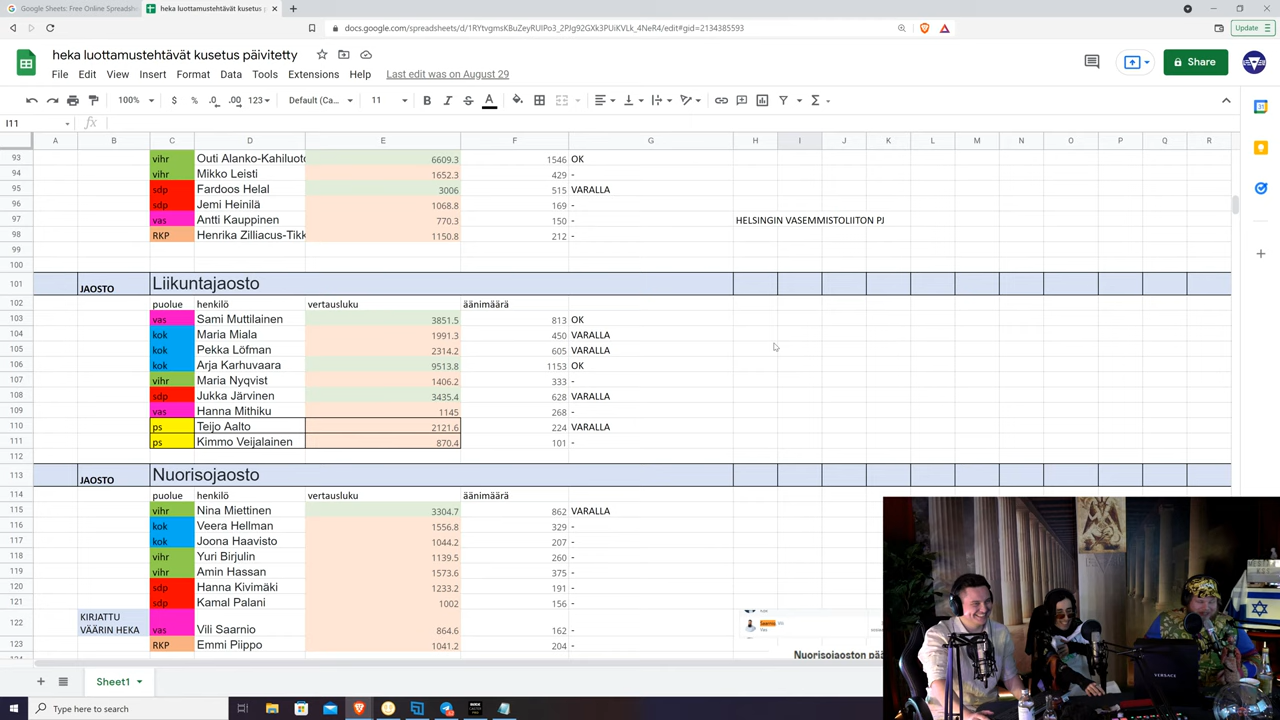 Google Sheets: Free Online Spreadsh
heka luottamustehtävät kusetus p
docs.google.com/spreadsheets/d/1RYtvgmsKBuZeyRUIPo3_2PJg92GXk3PUiKVLk_4NeR4/edit#gid=2134385593
Update
heka luottamustehtävät kusetus päivitetty
File Edit View Insert Format Data Tools Extensions Help Last edit was on August 29
Share
100% $ % .0 .00 123 Default (Ca... 11
I11 fx
A B C D E F G H I J K L M N O P Q R
93 vihr Outi Alanko-Kahiluoto 6609.3 1546 OK
94 vihr Mikko Leisti 1652.3 429 -
95 sdp Fardoos Helal 3006 515 VARALLA
96 sdp Jemi Heinilä 1068.8 169 -
97 vas Antti Kauppinen 770.3 150 - HELSINGIN VASEMMISTOLIITON PJ
98 RKP Henrika Zilliacus-Tikk 1150.8 212 -
99
100
101 JAOSTO Liikuntajaosto
102 puolue henkilö vertausluku äänimäärä
103 vas Sami Muttilainen 3851.5 813 OK
104 kok Maria Miala 1991.3 450 VARALLA
105 kok Pekka Löfman 2314.2 605 VARALLA
106 kok Arja Karhuvaara 9513.8 1153 OK
107 vihr Maria Nyqvist 1406.2 333 -
108 sdp Jukka Järvinen 3435.4 628 VARALLA
109 vas Hanna Mithiku 1145 268 -
110 ps Teijo Aalto 2121.6 224 VARALLA
111 ps Kimmo Veijalainen 870.4 101 -
112
113 JAOSTO Nuorisojaosto
114 puolue henkilö vertausluku äänimäärä
115 vihr Nina Miettinen 3304.7 862 VARALLA
116 kok Veera Hellman 1556.8 329 -
117 kok Joona Haavisto 1044.2 207 -
118 vihr Yuri Birjulin 1139.5 260 -
119 vihr Amin Hassan 1573.6 375 -
120 sdp Hanna Kivimäki 1233.2 191 -
121 sdp Kamal Palani 1002 156 -
KIRJATTU
122 VÄÄRIN HEKA vas Vili Saarnio 864.6 162 -
Saarnio
123 RKP Emmi Piippo 1041.2 204 -
Nuorisojaoston pä
VERSACE
Sheet1
Type here to search